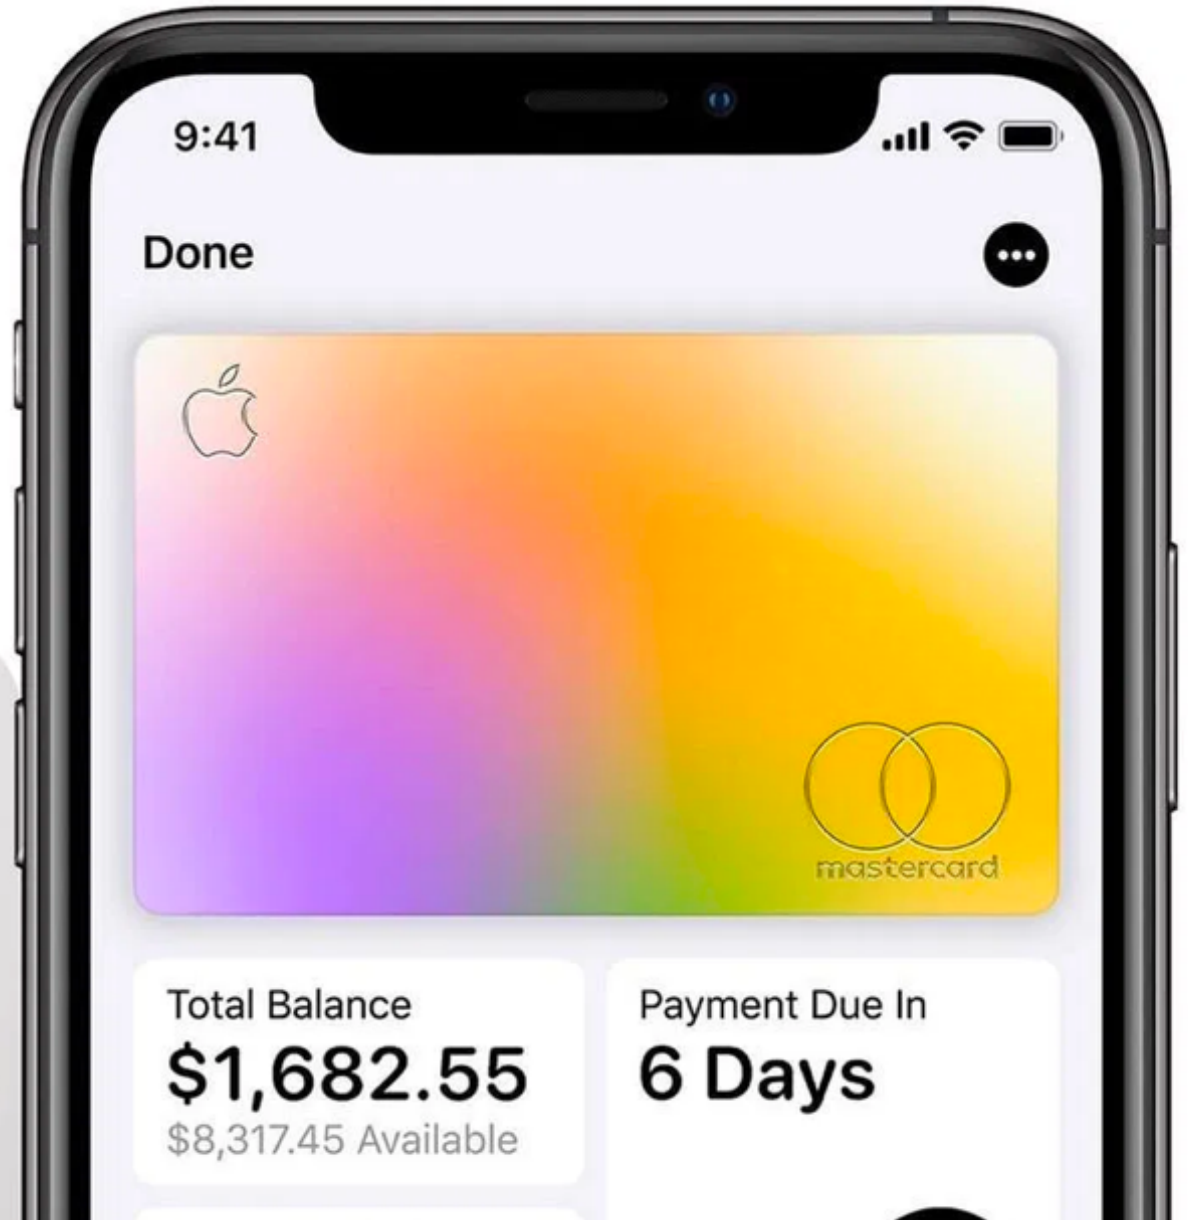 9:41
Done
mastercard
Total Balance
$1,682.55
$8,317.45 Available
Payment Due In
6 Days